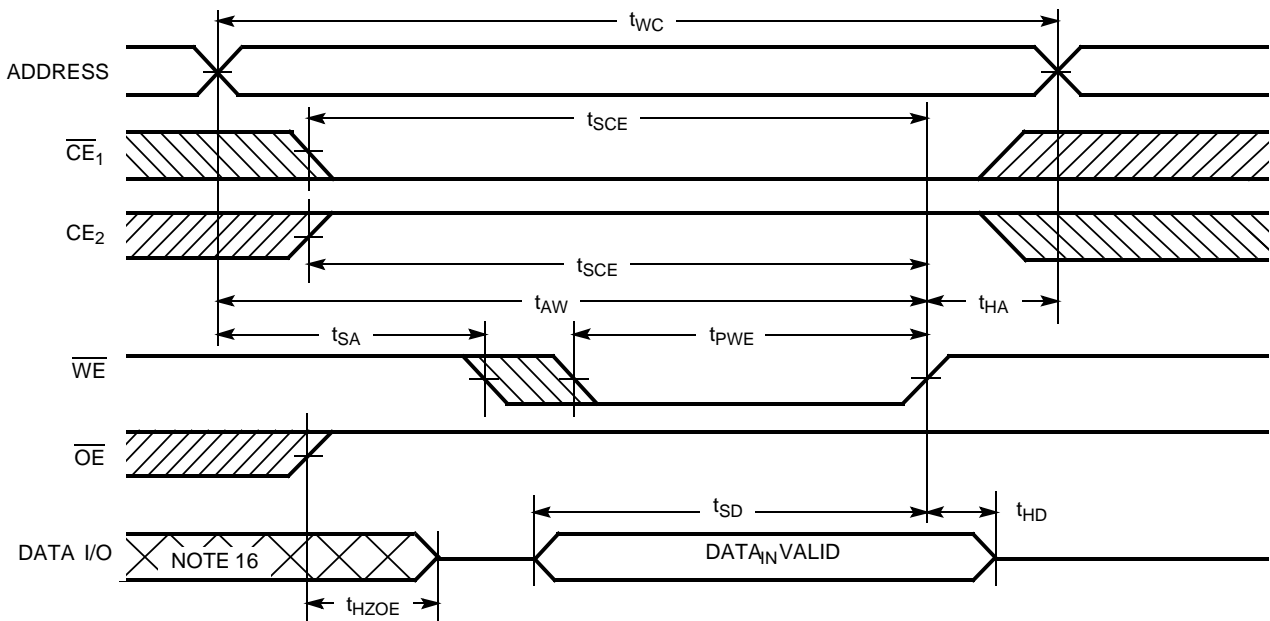 tWC
ADDRESS
tSCE
CE1
CE2
tSCE
tAW
tHA
tSA
tPWE
WE
OE
tSD
tHD
DATA I/O
NOTE 16
DATAIN VALID
tHZOE